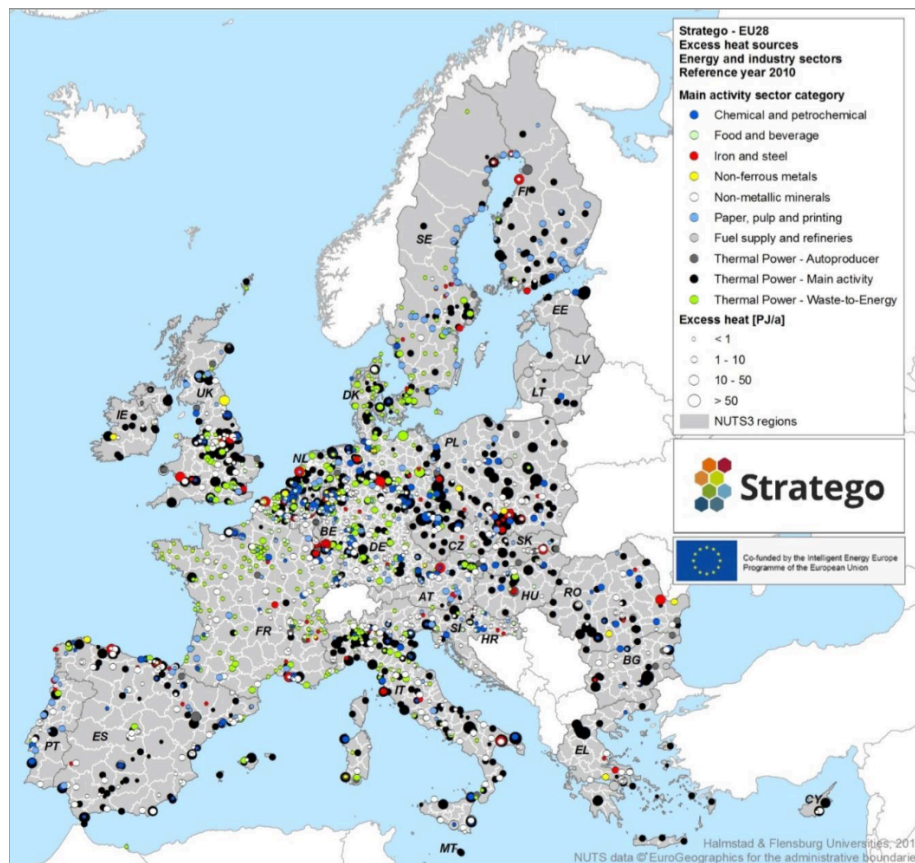 Stratego - EU28
Excess heat sources
Energy and industry sectors
Reference year 2010
Main activity sector category
Chemical and petrochemical
Food and beverage
Iron and steel
Non-ferrous metals
Non-metallic minerals
Paper, pulp and printing
Fuel supply and refineries
Thermal Power - Autoproducer
Thermal Power - Main activity
Thermal Power - Waste-to-Energy
Excess heat [PJ/a]
< 1
1 - 10
10 - 50
> 50
NUTS3 regions
Stratego
Co-funded by the Intelligent Energy Europe
Programme of the European Union
FI
SE
EE
LV
LT
DK
UK
IE
NL
PL
BE
DE
CZ
SK
AT
HU
RO
FR
SI
HR
BG
IT
PT
ES
EL
CY
MT
Halmstad & Flensburg Universities, 201
NUTS data © EuroGeographics for the administrative boundarie